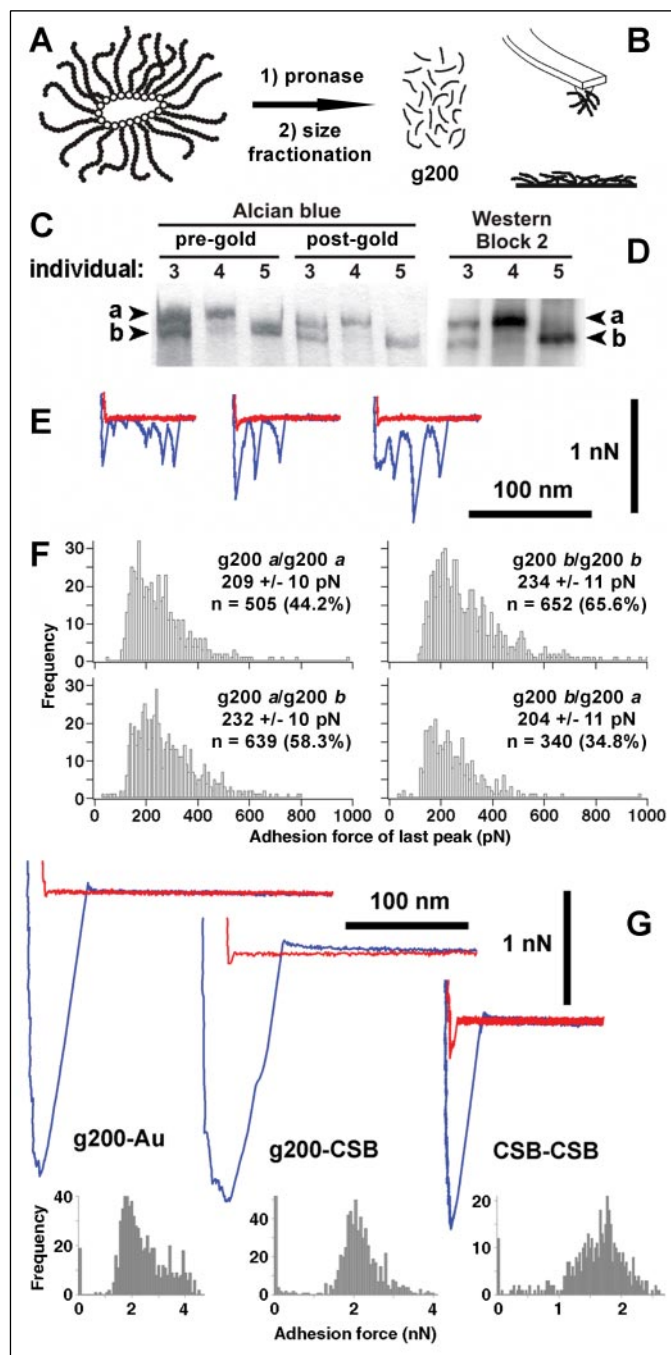 A
B
1) pronase
2) size
fractionation
g200
C
Alcian blue
pre-gold
post-gold
Western
Block 2
D
individual: 3 4 5 3 4 5 3 4 5
a
a
b
b
E
1 nN
100 nm
F
g200 a/g200 a
209 +/- 10 pN
n = 505 (44.2%)
g200 b/g200 b
234 +/- 11 pN
n = 652 (65.6%)
g200 a/g200 b
232 +/- 10 pN
n = 639 (58.3%)
g200 b/g200 a
204 +/- 11 pN
n = 340 (34.8%)
Frequency
30
20
10
0
30
20
10
0
0 200 400 600 800 1000
0 200 400 600 800 1000
Adhesion force of last peak (pN)
G
100 nm
1 nN
g200-Au
g200-CSB
CSB-CSB
Frequency
40
20
0
0 2 4
40
20
0
0 2 4
20
10
0
0 1 2
Adhesion force (nN)